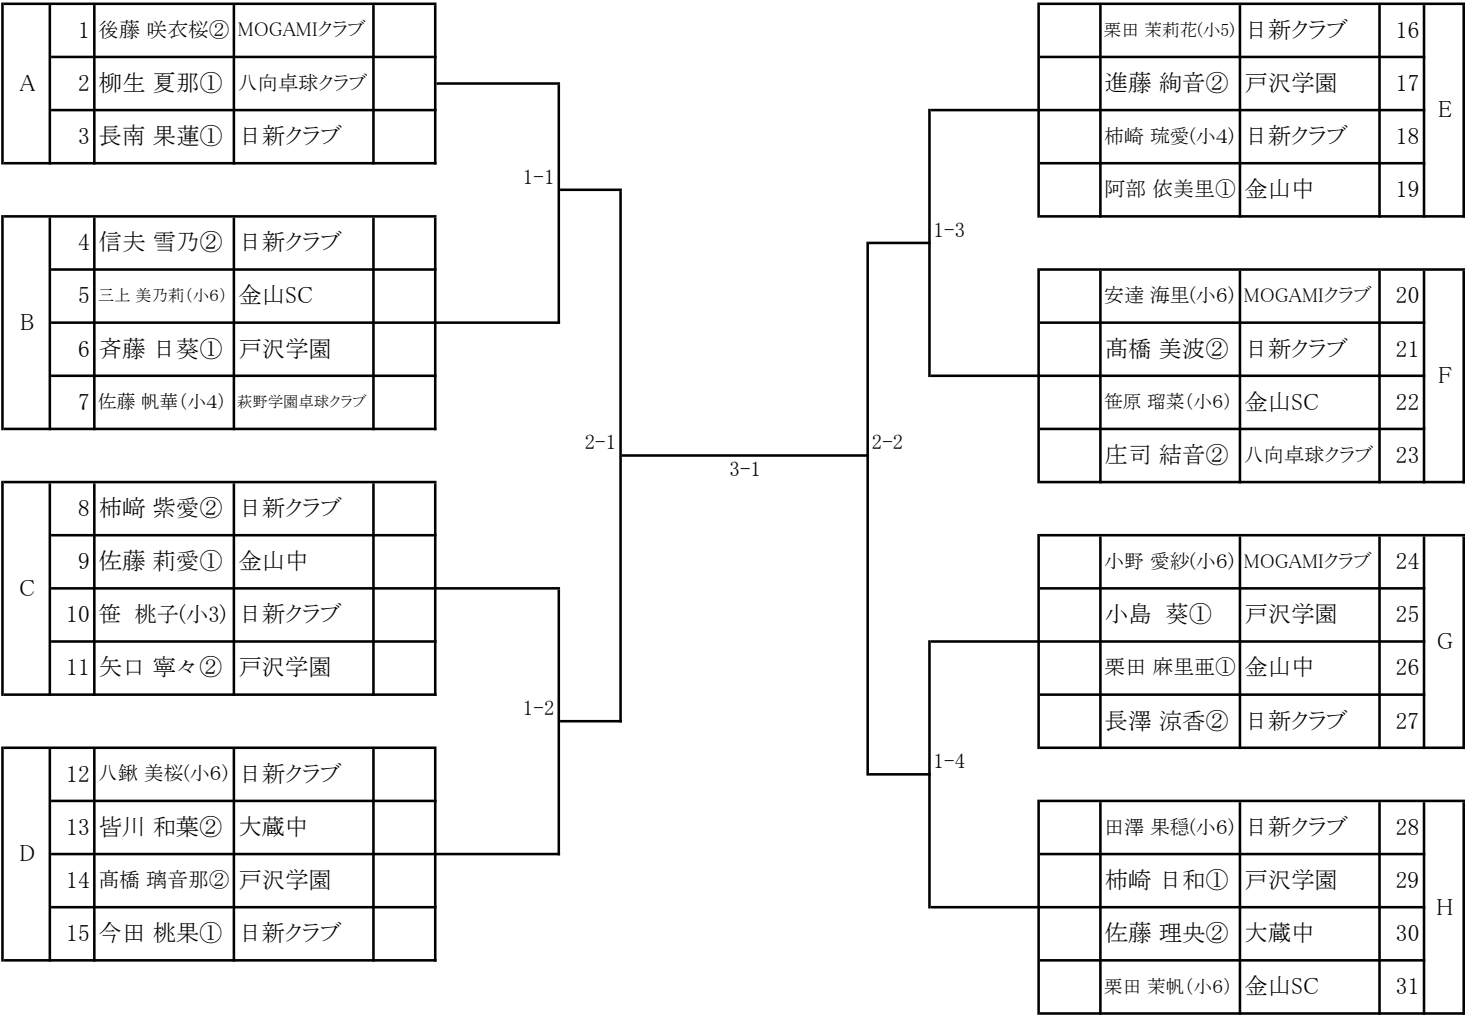 A
1 後藤 咲衣桜② MOGAMIクラブ
2 柳生 夏那① 八向卓球クラブ
3 長南 果蓮① 日新クラブ
1-1
B
4 信夫 雪乃② 日新クラブ
5 三上 美乃莉(小6) 金山SC
6 斉藤 日葵① 戸沢学園
7 佐藤 帆華(小4) 萩野学園卓球クラブ
2-1
C
8 柿﨑 紫愛② 日新クラブ
9 佐藤 莉愛① 金山中
10 笹 桃子(小3) 日新クラブ
11 矢口 寧々② 戸沢学園
1-2
D
12 八鍬 美桜(小6) 日新クラブ
13 皆川 和葉② 大蔵中
14 髙橋 璃音那② 戸沢学園
15 今田 桃果① 日新クラブ
3-1
栗田 茉莉花(小5) 日新クラブ 16
進藤 絢音② 戸沢学園 17
柿崎 琉愛(小4) 日新クラブ 18
阿部 依美里① 金山中 19
E
1-3
安達 海里(小6) MOGAMIクラブ 20
髙橋 美波② 日新クラブ 21
笹原 瑠菜(小6) 金山SC 22
庄司 結音② 八向卓球クラブ 23
F
2-2
小野 愛紗(小6) MOGAMIクラブ 24
小島 葵① 戸沢学園 25
栗田 麻里亜① 金山中 26
長澤 涼香② 日新クラブ 27
G
1-4
田澤 果穏(小6) 日新クラブ 28
柿崎 日和① 戸沢学園 29
佐藤 理央② 大蔵中 30
栗田 茉帆(小6) 金山SC 31
H